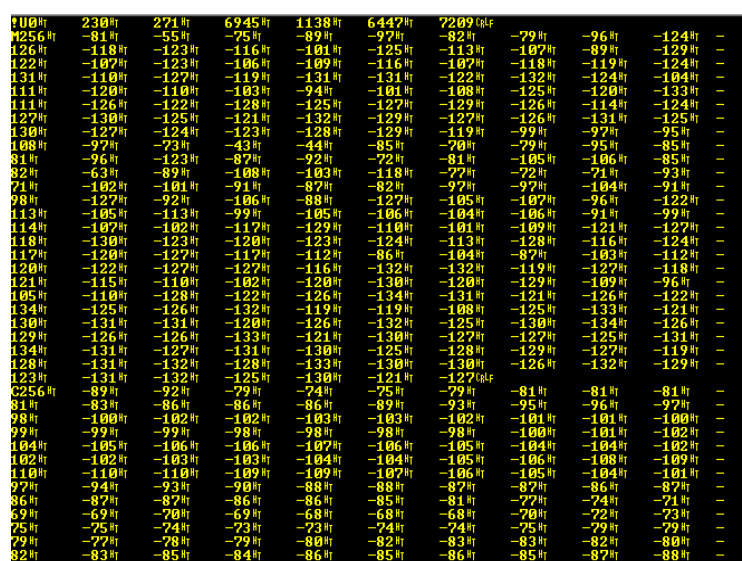 !U0␉ 230␉ 271␉ 6945␉ 1138␉ 6447␉ 7209␍␊
M256␉ -81␉ -55␉ -75␉ -89␉ -97␉ -82␉ -79␉ -96␉ -124␉ -
126␉ -118␉ -123␉ -116␉ -101␉ -125␉ -113␉ -107␉ -89␉ -129␉ -
122␉ -107␉ -123␉ -106␉ -109␉ -116␉ -107␉ -118␉ -119␉ -124␉ -
131␉ -110␉ -127␉ -119␉ -131␉ -131␉ -122␉ -132␉ -124␉ -104␉ -
111␉ -120␉ -110␉ -103␉ -94␉ -101␉ -108␉ -125␉ -120␉ -133␉ -
111␉ -126␉ -122␉ -128␉ -125␉ -127␉ -129␉ -126␉ -114␉ -124␉ -
127␉ -130␉ -125␉ -121␉ -132␉ -129␉ -127␉ -126␉ -131␉ -125␉ -
130␉ -127␉ -124␉ -123␉ -128␉ -129␉ -119␉ -99␉ -97␉ -95␉ -
108␉ -97␉ -73␉ -43␉ -44␉ -85␉ -70␉ -79␉ -95␉ -85␉ -
81␉ -96␉ -123␉ -87␉ -92␉ -72␉ -81␉ -105␉ -106␉ -85␉ -
82␉ -63␉ -89␉ -108␉ -103␉ -118␉ -77␉ -72␉ -71␉ -93␉ -
71␉ -102␉ -101␉ -91␉ -87␉ -82␉ -97␉ -97␉ -104␉ -91␉ -
98␉ -127␉ -92␉ -106␉ -88␉ -127␉ -105␉ -107␉ -96␉ -122␉ -
113␉ -105␉ -113␉ -99␉ -105␉ -106␉ -104␉ -106␉ -91␉ -99␉ -
114␉ -107␉ -102␉ -117␉ -129␉ -110␉ -101␉ -109␉ -121␉ -127␉ -
118␉ -130␉ -123␉ -120␉ -123␉ -124␉ -113␉ -128␉ -116␉ -124␉ -
117␉ -120␉ -127␉ -117␉ -112␉ -86␉ -104␉ -87␉ -103␉ -112␉ -
120␉ -122␉ -127␉ -127␉ -116␉ -132␉ -132␉ -119␉ -127␉ -118␉ -
121␉ -115␉ -110␉ -102␉ -120␉ -130␉ -120␉ -129␉ -109␉ -96␉ -
105␉ -110␉ -128␉ -122␉ -126␉ -134␉ -131␉ -121␉ -126␉ -122␉ -
134␉ -125␉ -126␉ -132␉ -119␉ -119␉ -108␉ -125␉ -133␉ -121␉ -
130␉ -131␉ -131␉ -120␉ -126␉ -132␉ -125␉ -130␉ -134␉ -126␉ -
129␉ -126␉ -126␉ -133␉ -121␉ -130␉ -127␉ -127␉ -125␉ -131␉ -
134␉ -131␉ -127␉ -131␉ -130␉ -125␉ -128␉ -129␉ -127␉ -119␉ -
128␉ -131␉ -132␉ -128␉ -133␉ -130␉ -130␉ -126␉ -132␉ -129␉ -
123␉ -131␉ -132␉ -125␉ -130␉ -121␉ -127␍␊
C256␉ -89␉ -92␉ -79␉ -74␉ -75␉ -79␉ -81␉ -81␉ -81␉ -
81␉ -83␉ -86␉ -86␉ -86␉ -89␉ -93␉ -95␉ -96␉ -97␉ -
98␉ -100␉ -102␉ -102␉ -103␉ -103␉ -102␉ -101␉ -101␉ -100␉ -
99␉ -99␉ -99␉ -98␉ -98␉ -98␉ -98␉ -100␉ -101␉ -102␉ -
104␉ -105␉ -106␉ -106␉ -107␉ -106␉ -105␉ -104␉ -104␉ -102␉ -
102␉ -102␉ -103␉ -103␉ -104␉ -104␉ -105␉ -106␉ -108␉ -109␉ -
110␉ -110␉ -110␉ -109␉ -109␉ -107␉ -106␉ -105␉ -104␉ -101␉ -
97␉ -94␉ -93␉ -90␉ -88␉ -88␉ -87␉ -87␉ -86␉ -87␉ -
86␉ -87␉ -87␉ -86␉ -86␉ -85␉ -81␉ -77␉ -74␉ -71␉ -
69␉ -69␉ -70␉ -69␉ -68␉ -68␉ -68␉ -70␉ -72␉ -73␉ -
75␉ -75␉ -74␉ -73␉ -73␉ -74␉ -74␉ -75␉ -79␉ -79␉ -
79␉ -77␉ -78␉ -79␉ -80␉ -82␉ -83␉ -83␉ -82␉ -80␉ -
82␉ -83␉ -85␉ -84␉ -86␉ -85␉ -86␉ -85␉ -87␉ -88␉ -